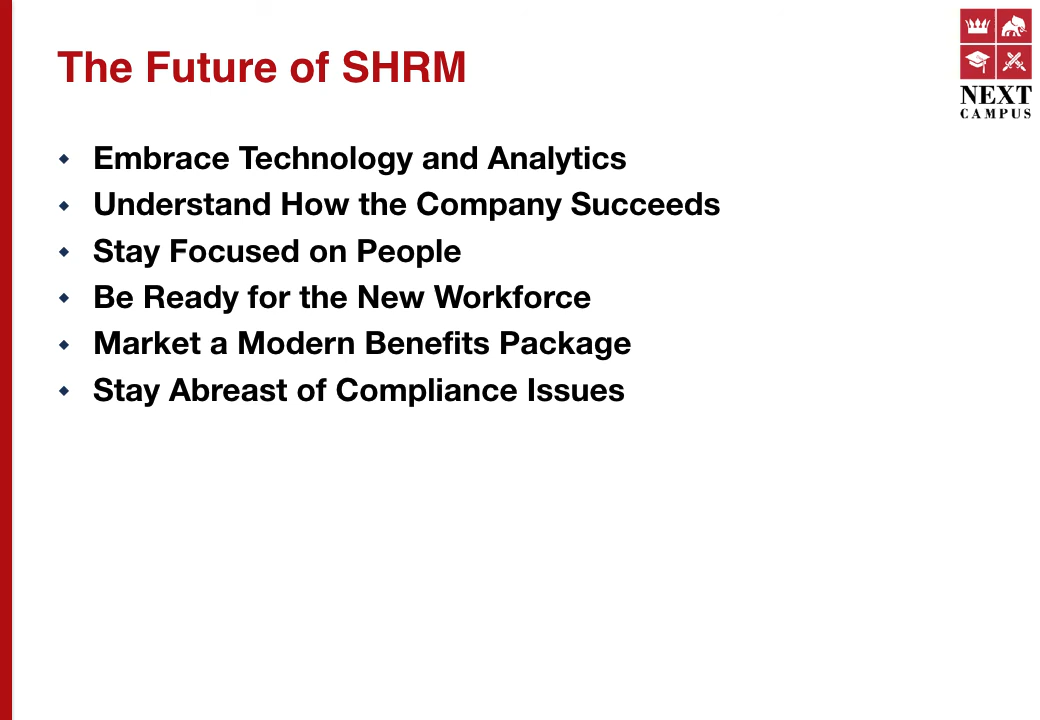 The Future of SHRM
NEXT
CAMPUS
Embrace Technology and Analytics
Understand How the Company Succeeds
Stay Focused on People
Be Ready for the New Workforce
Market a Modern Benefits Package
Stay Abreast of Compliance Issues